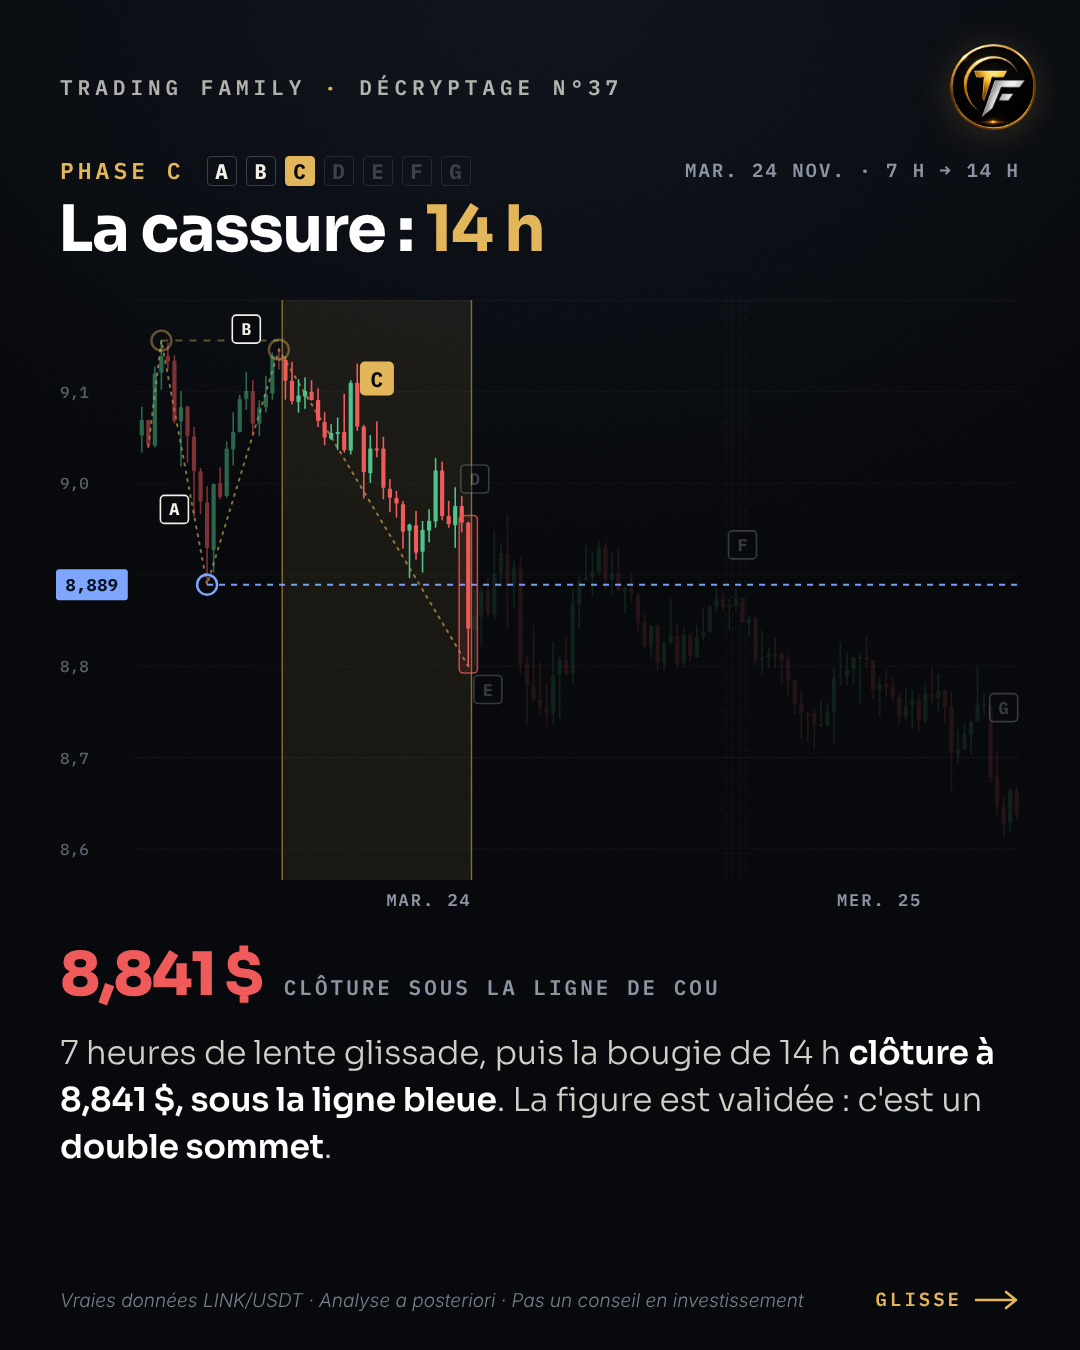 TRADING FAMILY · DÉCRYPTAGE N°37
TF
PHASE C A B C D E F G
MAR. 24 NOV. · 7 H → 14 H
La cassure : 14 h
B
C
9,1
D
9,0
A
F
8,889
8,8
E
G
8,7
8,6
MAR. 24 MER. 25
8,841 $ CLÔTURE SOUS LA LIGNE DE COU
7 heures de lente glissade, puis la bougie de 14 h clôture à
8,841 $, sous la ligne bleue. La figure est validée : c'est un
double sommet.
Vraies données LINK/USDT · Analyse a posteriori · Pas un conseil en investissement
GLISSE →